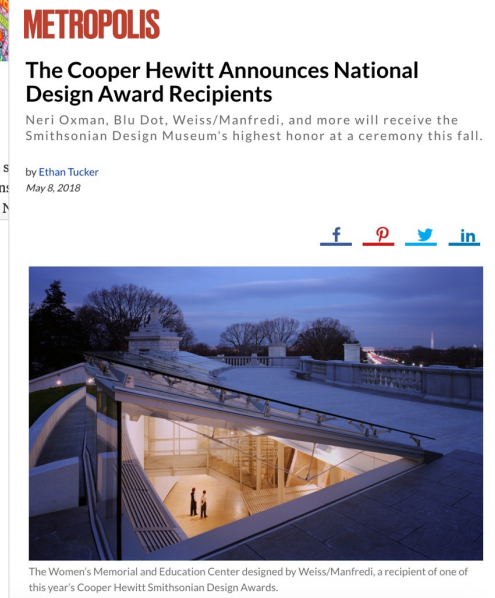 METROPOLIS
The Cooper Hewitt Announces National
Design Award Recipients
Neri Oxman, Blu Dot, Weiss/Manfredi, and more will receive the
Smithsonian Design Museum's highest honor at a ceremony this fall.
by Ethan Tucker
May 8, 2018
The Women's Memorial and Education Center designed by Weiss/Manfredi, a recipient of one of
this year's Cooper Hewitt Smithsonian Design Awards.